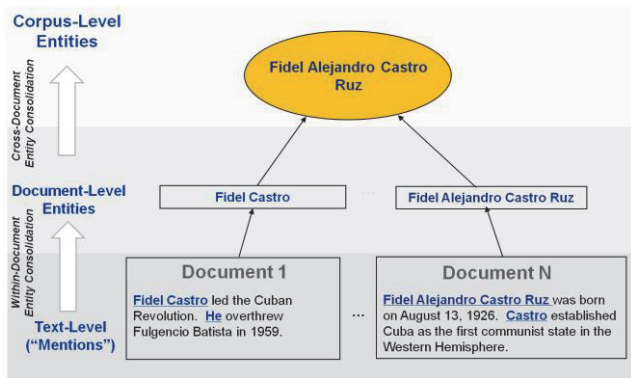 Corpus-Level
Entities
Fidel Alejandro Castro
Ruz
Cross-Document
Entity Consolidation
Document-Level
Entities
Fidel Castro
...
Fidel Alejandro Castro Ruz
Within-Document
Entity Consolidation
Text-Level
("Mentions")
Document 1
Fidel Castro led the Cuban
Revolution. He overthrew
Fulgencio Batista in 1959.
...
Document N
Fidel Alejandro Castro Ruz was born
on August 13, 1926. Castro established
Cuba as the first communist state in the
Western Hemisphere.